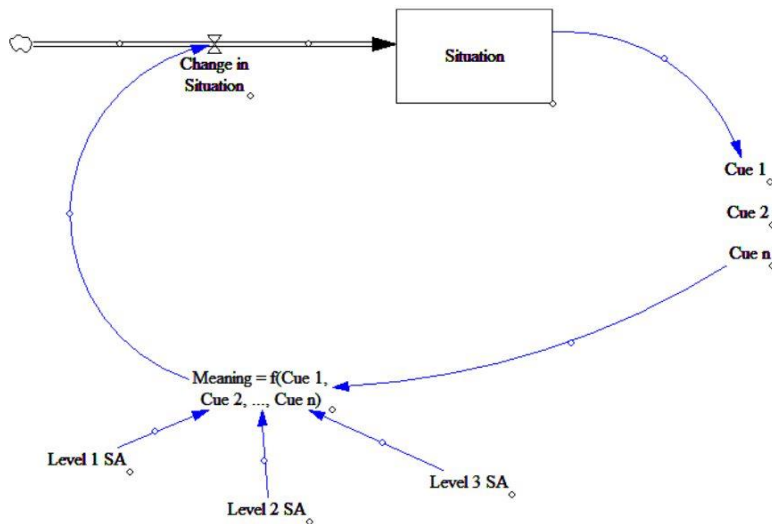 Situation
Change in
Situation
Cue 1
Cue 2
Cue n
Meaning = f(Cue 1,
Cue 2, ..., Cue n)
Level 1 SA
Level 2 SA
Level 3 SA